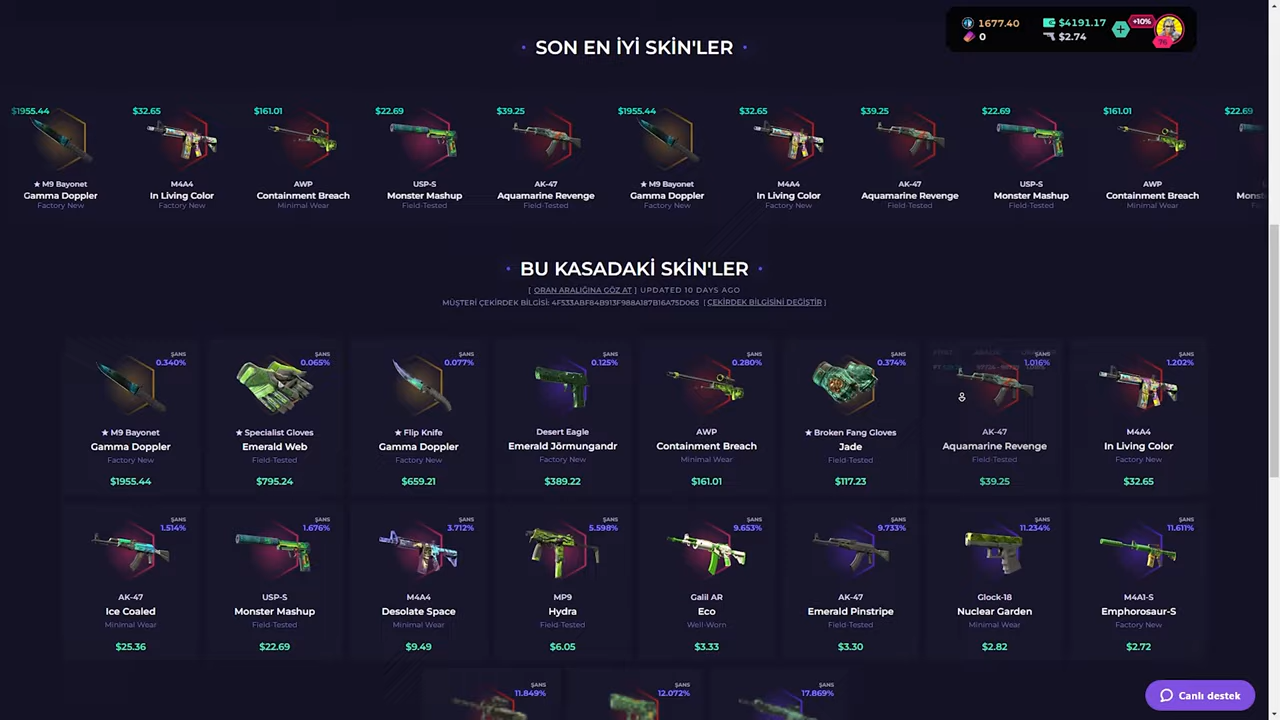 1677.40
$4191.17
+10%
0
$2.74
SON EN İYİ SKİN'LER
$1955.44
$32.65
$161.01
$22.69
$39.25
$1955.44
$32.65
$39.25
$22.69
$161.01
$22.69
★ M9 Bayonet
M4A4
AWP
USP-S
AK-47
★ M9 Bayonet
M4A4
AK-47
USP-S
AWP
Gamma Doppler
In Living Color
Containment Breach
Monster Mashup
Aquamarine Revenge
Gamma Doppler
In Living Color
Aquamarine Revenge
Monster Mashup
Containment Breach
Factory New
Factory New
Minimal Wear
Field-Tested
Field-Tested
Factory New
Factory New
Field-Tested
Field-Tested
Minimal Wear
BU KASADAKİ SKİN'LER
[ ORAN ARALIĞINA GÖZ AT ] UPDATED 10 DAYS AGO
MÜŞTERİ ÇEKİRDEK BİLGİSİ: 4F533ABF84B913F988A187B16A75D065 | ÇEKİRDEK BİLGİSİNİ DEĞİŞTİR |
ŞANS
0.340%
★ M9 Bayonet
Gamma Doppler
Factory New
$1955.44
ŞANS
0.065%
★ Specialist Gloves
Emerald Web
Field-Tested
$795.24
ŞANS
0.077%
★ Flip Knife
Gamma Doppler
Factory New
$659.21
ŞANS
0.125%
Desert Eagle
Emerald Jörmungandr
Factory New
$389.22
ŞANS
0.280%
AWP
Containment Breach
Minimal Wear
$161.01
ŞANS
0.374%
★ Broken Fang Gloves
Jade
Field-Tested
$117.23
ŞANS
1.016%
AK-47
Aquamarine Revenge
Field-Tested
$39.25
ŞANS
1.202%
M4A4
In Living Color
Factory New
$32.65
ŞANS
1.514%
AK-47
Ice Coaled
Minimal Wear
$25.36
ŞANS
1.676%
USP-S
Monster Mashup
Field-Tested
$22.69
ŞANS
3.712%
M4A4
Desolate Space
Minimal Wear
$9.49
ŞANS
5.598%
MP9
Hydra
Field-Tested
$6.05
ŞANS
9.653%
Galil AR
Eco
Well-Worn
$3.33
ŞANS
9.733%
AK-47
Emerald Pinstripe
Field-Tested
$3.30
ŞANS
11.234%
Glock-18
Nuclear Garden
Minimal Wear
$2.82
ŞANS
11.611%
M4A1-S
Emphorosaur-S
Factory New
$2.72
ŞANS
11.849%
ŞANS
12.072%
ŞANS
17.869%
Canlı destek